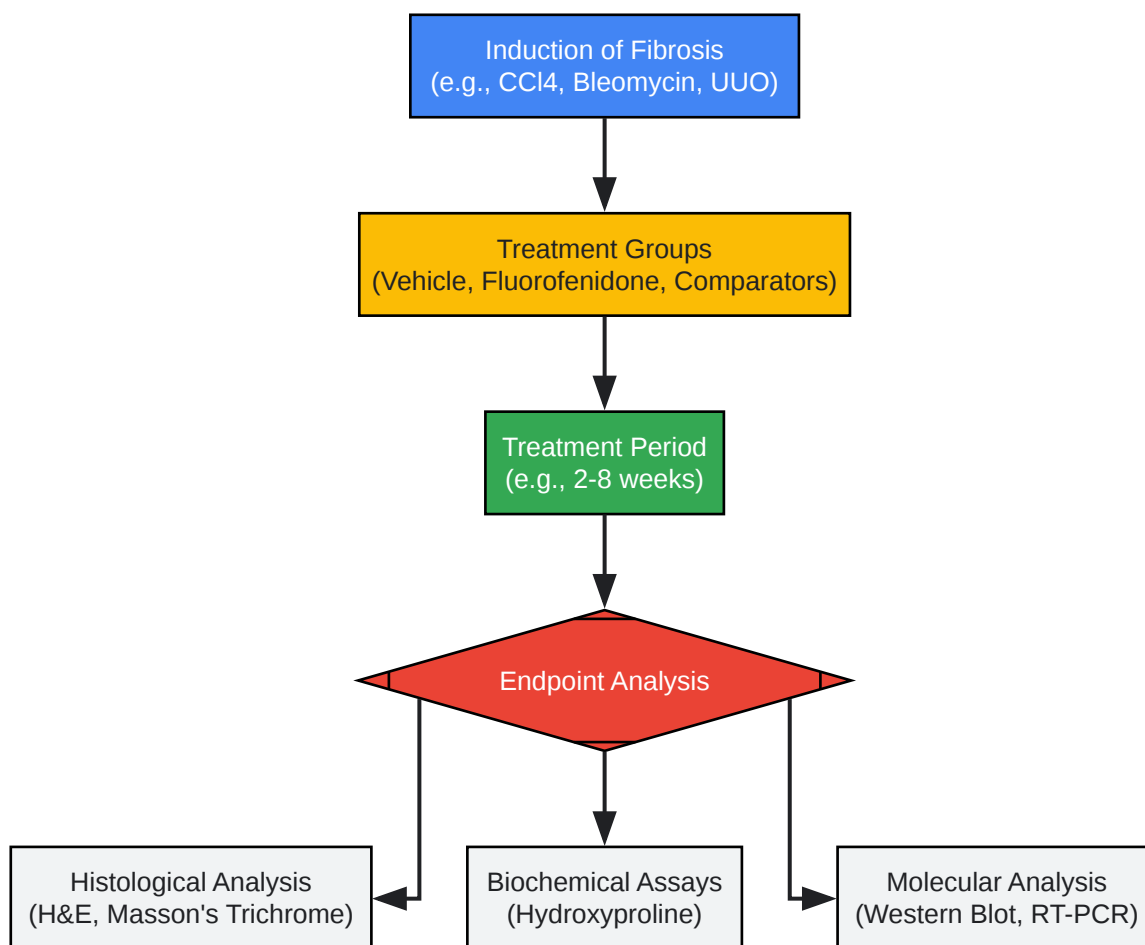 Induction of Fibrosis
(e.g., CCl4, Bleomycin, UUO)
Treatment Groups
(Vehicle, Fluorofenidone, Comparators)
Treatment Period
(e.g., 2-8 weeks)
Endpoint Analysis
Histological Analysis
(H&E, Masson's Trichrome)
Biochemical Assays
(Hydroxyproline)
Molecular Analysis
(Western Blot, RT-PCR)